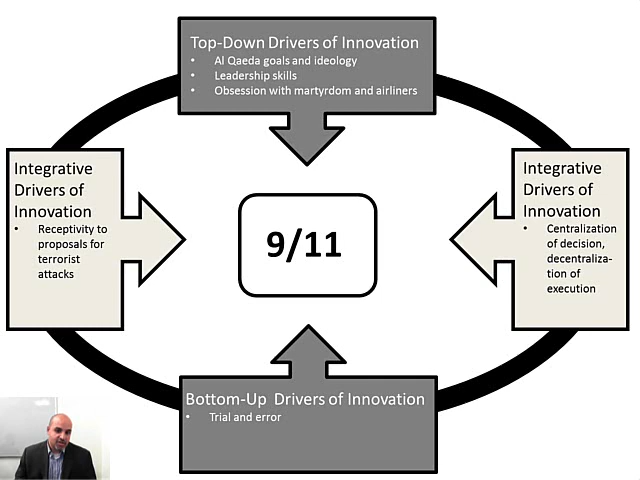 Top-Down Drivers of Innovation
• Al Qaeda goals and ideology
• Leadership skills
• Obsession with martyrdom and airliners
Integrative
Drivers of
Innovation
• Receptivity to
proposals for
terrorist
attacks
9/11
Integrative
Drivers of
Innovation
• Centralization
of decision,
decentraliza-
tion of
execution
Bottom-Up  Drivers of Innovation
• Trial and error